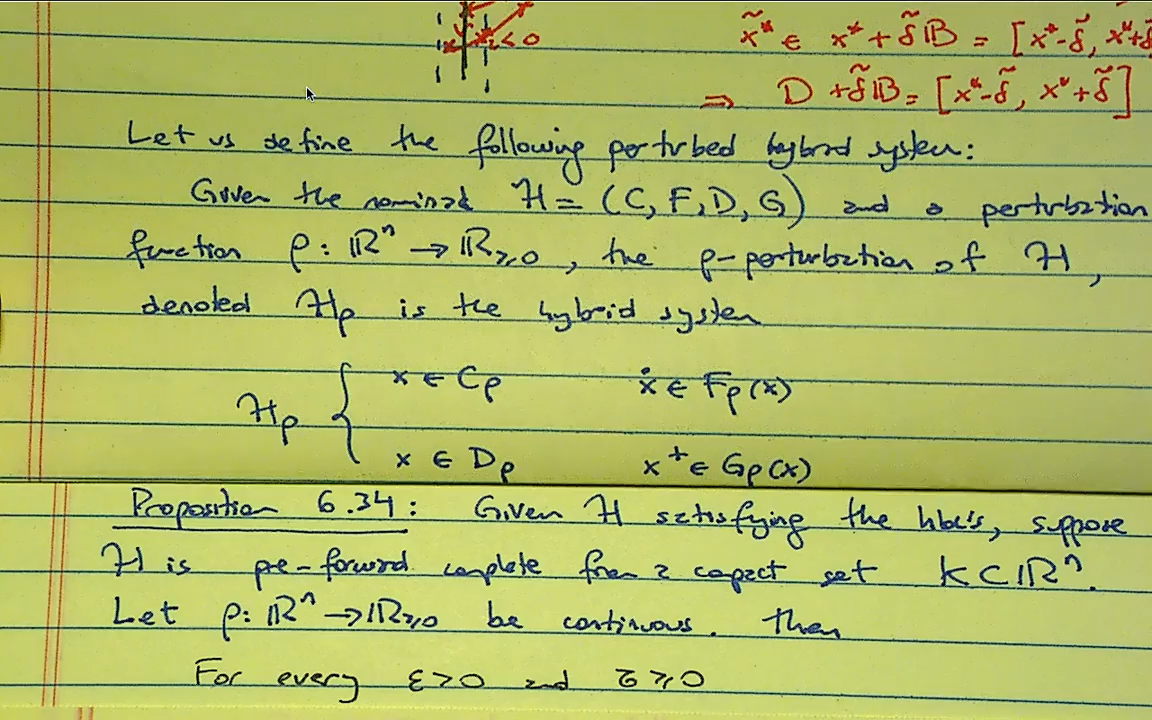 z<0
x̃* ∈ x* + δ̃𝔹 = [x*-δ̃, x*+δ̃
⇒ D + δ̃𝔹 = [x*-δ̃, x*+δ̃]
Let us define the following perturbed hybrid system:
Given the nominal ℋ = (C, F, D, G) and a perturbation
function ρ: ℝⁿ → ℝ≥0, the ρ-perturbation of ℋ,
denoted ℋρ is the hybrid system
ℋρ { x ∈ Cρ ẋ ∈ Fρ(x)
x ∈ Dρ x⁺ ∈ Gρ(x)
Proposition 6.34: Given ℋ satisfying the hbc's, suppose
ℋ is pre-forward complete from a compact set K ⊂ ℝⁿ.
Let ρ: ℝⁿ → ℝ≥0 be continuous. Then
For every ε>0 and τ≥0